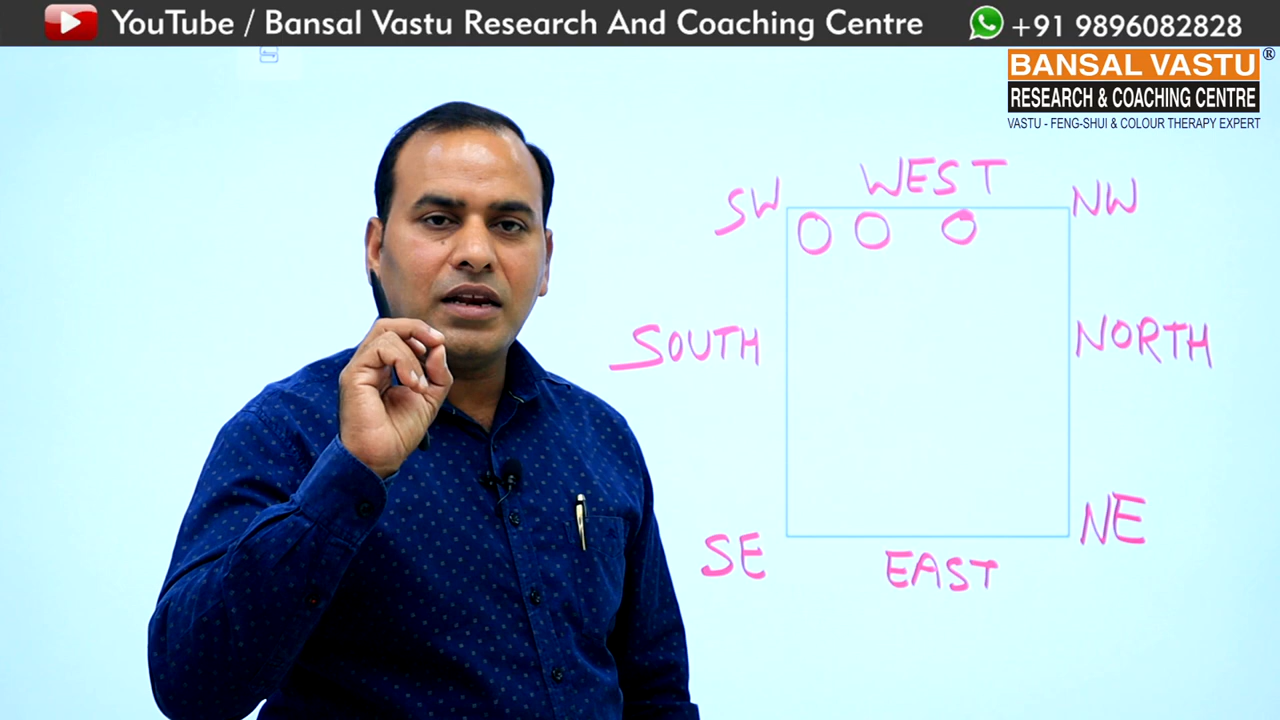 YouTube / Bansal Vastu Research And Coaching Centre
+91 9896082828
BANSAL VASTU ®
RESEARCH & COACHING CENTRE
VASTU - FENG-SHUI & COLOUR THERAPY EXPERT
SW WEST NW
SOUTH NORTH
SE EAST NE